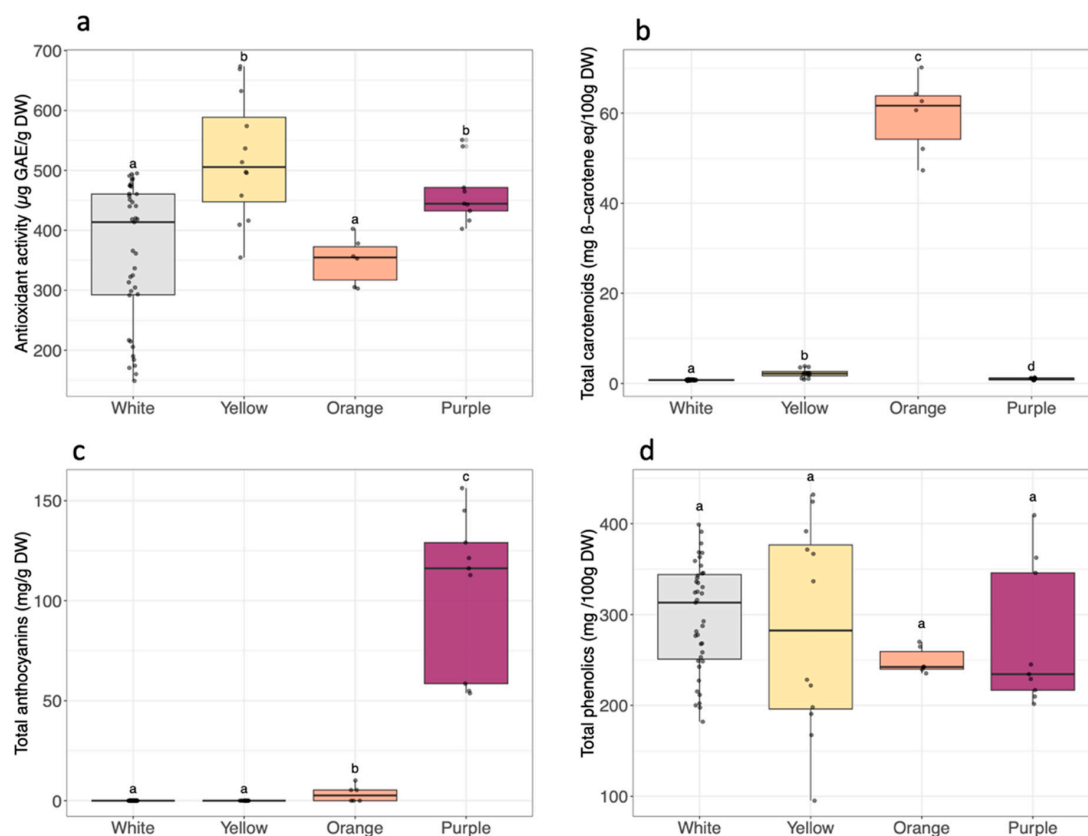 a
Antioxidant activity (µg GAE/g DW)
700
600
500
400
300
200
a
b
a
b
White Yellow Orange Purple
b
Total carotenoids (mg ß−carotene eq/100g DW)
60
40
20
0
a
b
c
d
White Yellow Orange Purple
c
Total anthocyanins (mg/g DW)
150
100
50
0
a
a
b
c
White Yellow Orange Purple
d
Total phenolics (mg /100g DW)
400
300
200
100
a
a
a
a
White Yellow Orange Purple